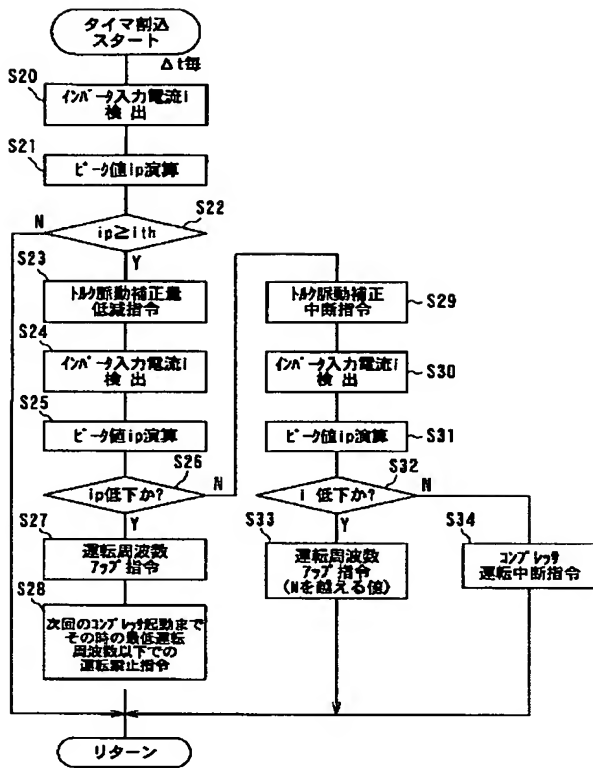 タイマ割込
スタート
Δt毎
S20
インバータ入力電流i
検出
S21
ピーク値ip演算
S22
N
ip≧ith
Y
S23
トルク脈動補正量
低減指令
S24
インバータ入力電流i
検出
S25
ピーク値ip演算
S26
ip低下か?
N
Y
S27
運転周波数
アップ指令
S28
次回のコンプレッサ起動まで
その時の最低運転
周波数以下での
運転禁止指令
トルク脈動補正
中断指令
S29
インバータ入力電流i
検出
S30
ピーク値ip演算
S31
S32
i 低下か?
N
Y
S33
運転周波数
アップ指令
(Nを越える値)
S34
コンプレッサ
運転中断指令
リターン